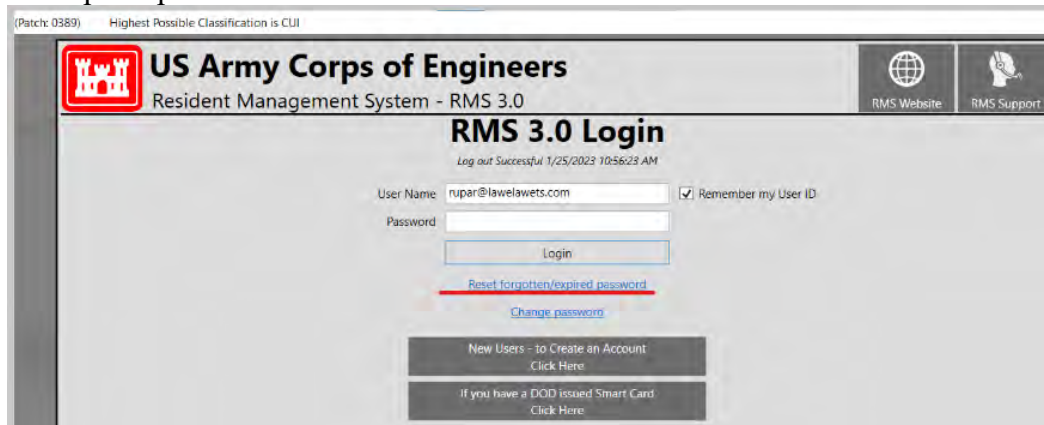 (Patch: 0389) Highest Possible Classification is CUI
US Army Corps of Engineers
Resident Management System - RMS 3.0
RMS Website
RMS Support
RMS 3.0 Login
Log out Successful 1/25/2023 10:56:23 AM
User Name rupar@lawelawets.com Remember my User ID
Password
Login
Reset forgotten/expired password
Change password
New Users - to Create an Account
Click Here
If you have a DOD issued Smart Card
Click Here